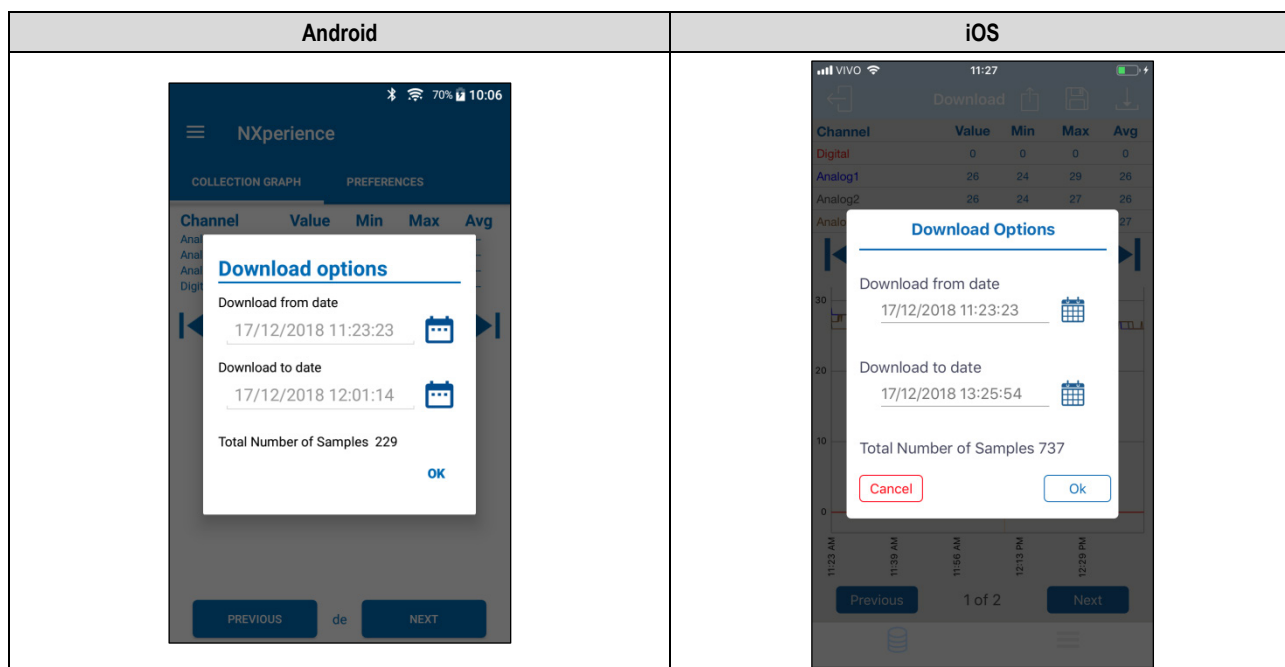 Android
iOS
70% 10:06
NXperience
COLLECTION GRAPH PREFERENCES
Channel Value Min Max Avg
Anal
Anal
Anal
Digit
Download options
Download from date
17/12/2018 11:23:23
Download to date
17/12/2018 12:01:14
Total Number of Samples 229
OK
PREVIOUS de NEXT
VIVO 11:27
Download
Channel Value Min Max Avg
Digital 0 0 0 0
Analog1 26 24 29 26
Analog2 26 24 27 26
Analo 27
Download Options
Download from date
17/12/2018 11:23:23
Download to date
17/12/2018 13:25:54
Total Number of Samples 737
Cancel Ok
30
20
10
0
11:23 AM
11:39 AM
11:56 AM
12:13 PM
12:29 PM
Previous 1 of 2 Next